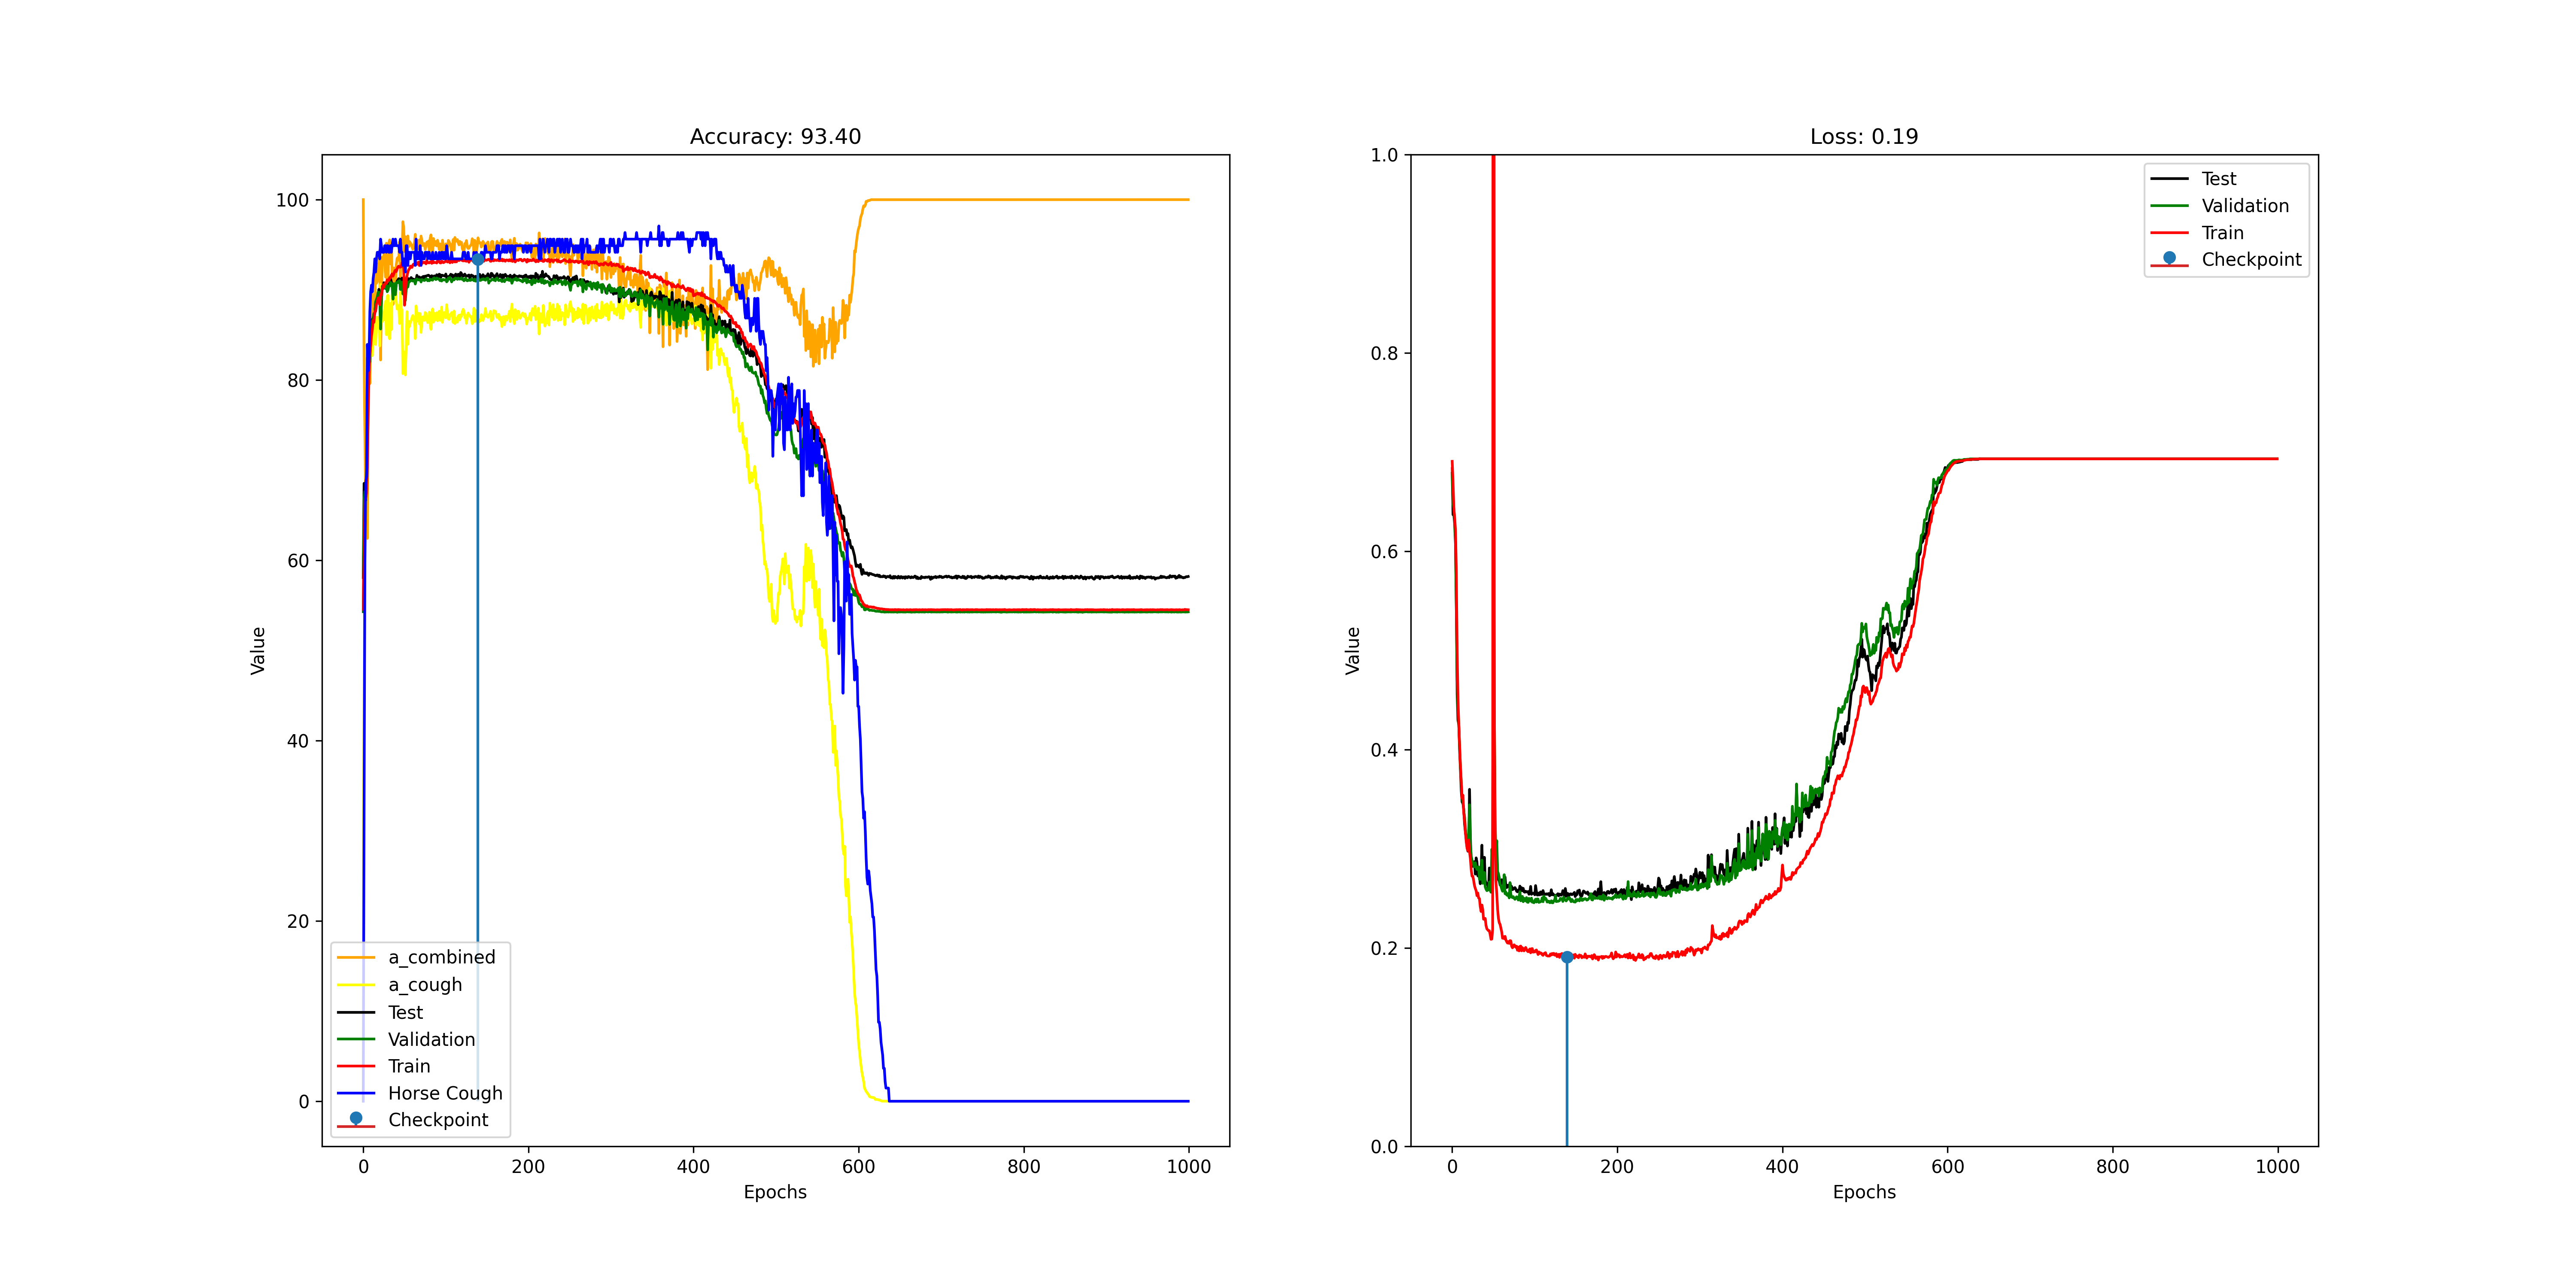 Accuracy: 93.40
100
80
60
40
20
0
Value
a_combined
a_cough
Test
Validation
Train
Horse Cough
Checkpoint
0 200 400 600 800 1000
Epochs
Loss: 0.19
1.0
0.8
0.6
0.4
0.2
0.0
Value
Test
Validation
Train
Checkpoint
0 200 400 600 800 1000
Epochs